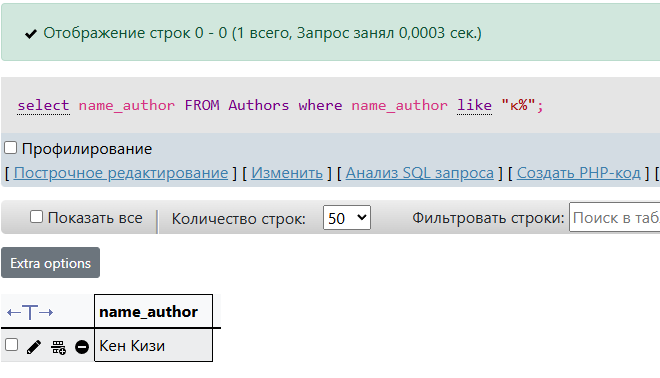 Отображение строк 0 - 0 (1 всего, Запрос занял 0,0003 сек.)
select name_author FROM Authors where name_author like "к%";
Профилирование
[ Построчное редактирование ] [ Изменить ] [ Анализ SQL запроса ] [ Создать PHP-код ] [
Показать все Количество строк: 50 Фильтровать строки: Поиск в табл
Extra options
←T→ name_author
Кен Кизи